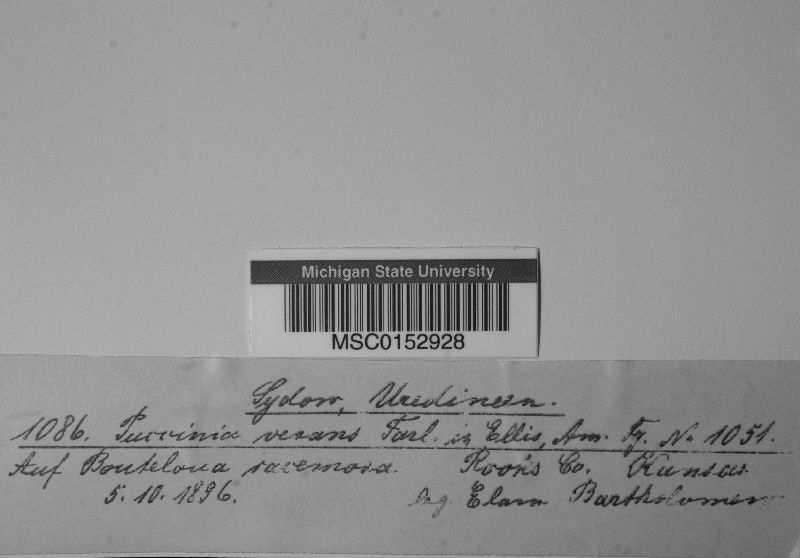 Michigan State University
MSC0152928
Sydow, Uredineen.
1086. Puccinia vexans Farl. in Ellis, Am. Fg. No. 1051.
Auf Bouteloua racemosa. Rooks Co. Kansas
5. 10. 1896. leg. Elam Bartholomew